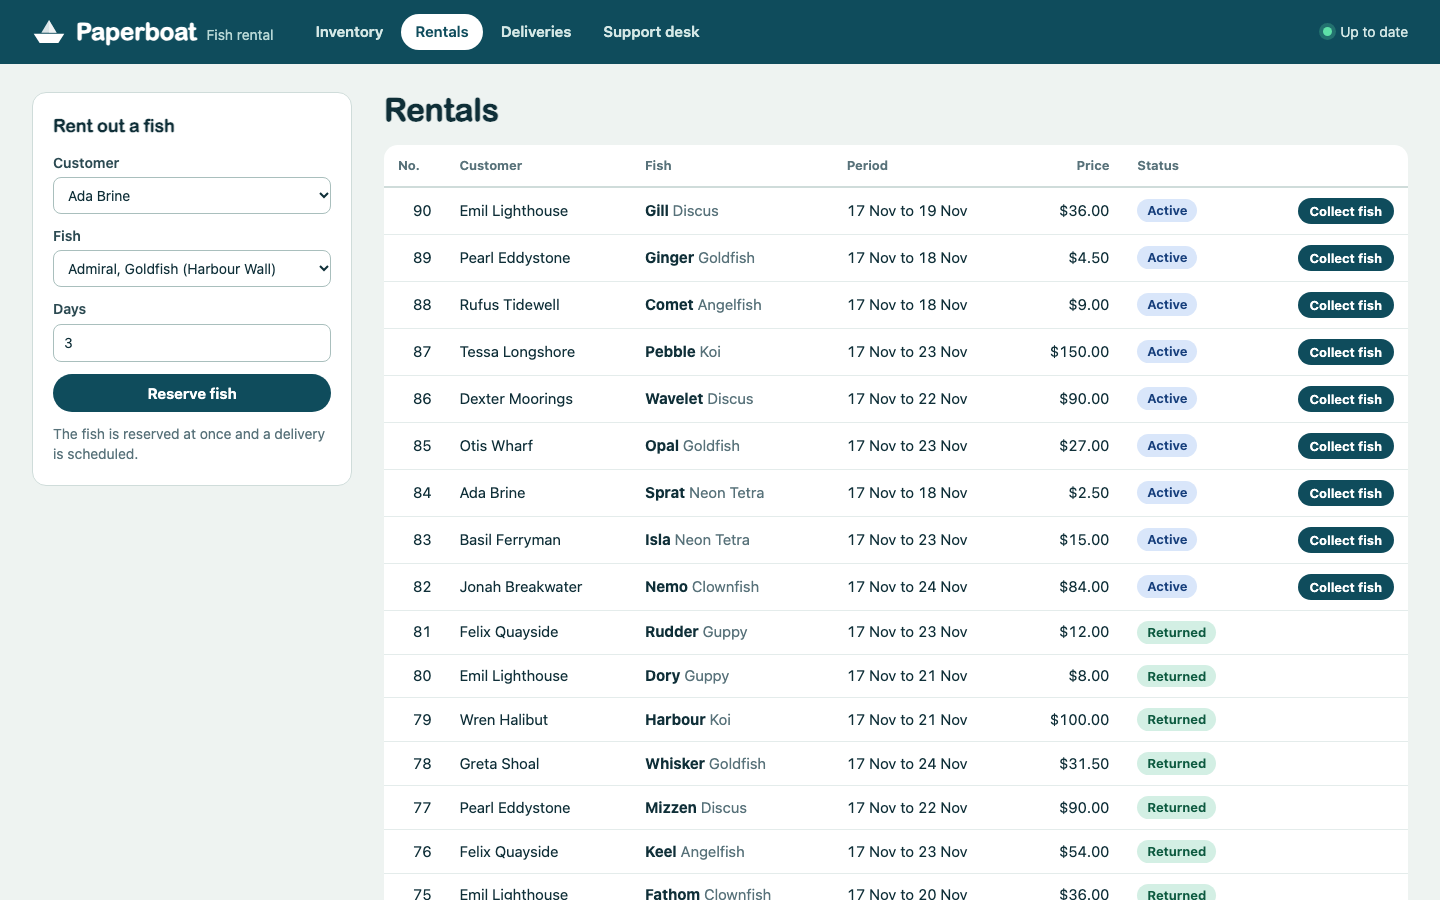 Paperboat Fish rental Inventory Rentals Deliveries Support desk Up to date
Rent out a fish
Customer
Ada Brine
Fish
Admiral, Goldfish (Harbour Wall)
Days
3
Reserve fish
The fish is reserved at once and a delivery
is scheduled.
Rentals
No. Customer Fish Period Price Status
90 Emil Lighthouse Gill Discus 17 Nov to 19 Nov $36.00 Active Collect fish
89 Pearl Eddystone Ginger Goldfish 17 Nov to 18 Nov $4.50 Active Collect fish
88 Rufus Tidewell Comet Angelfish 17 Nov to 18 Nov $9.00 Active Collect fish
87 Tessa Longshore Pebble Koi 17 Nov to 23 Nov $150.00 Active Collect fish
86 Dexter Moorings Wavelet Discus 17 Nov to 22 Nov $90.00 Active Collect fish
85 Otis Wharf Opal Goldfish 17 Nov to 23 Nov $27.00 Active Collect fish
84 Ada Brine Sprat Neon Tetra 17 Nov to 18 Nov $2.50 Active Collect fish
83 Basil Ferryman Isla Neon Tetra 17 Nov to 23 Nov $15.00 Active Collect fish
82 Jonah Breakwater Nemo Clownfish 17 Nov to 24 Nov $84.00 Active Collect fish
81 Felix Quayside Rudder Guppy 17 Nov to 23 Nov $12.00 Returned
80 Emil Lighthouse Dory Guppy 17 Nov to 21 Nov $8.00 Returned
79 Wren Halibut Harbour Koi 17 Nov to 21 Nov $100.00 Returned
78 Greta Shoal Whisker Goldfish 17 Nov to 24 Nov $31.50 Returned
77 Pearl Eddystone Mizzen Discus 17 Nov to 22 Nov $90.00 Returned
76 Felix Quayside Keel Angelfish 17 Nov to 23 Nov $54.00 Returned
75 Emil Lighthouse Fathom Clownfish 17 Nov to 20 Nov $36.00 Returned